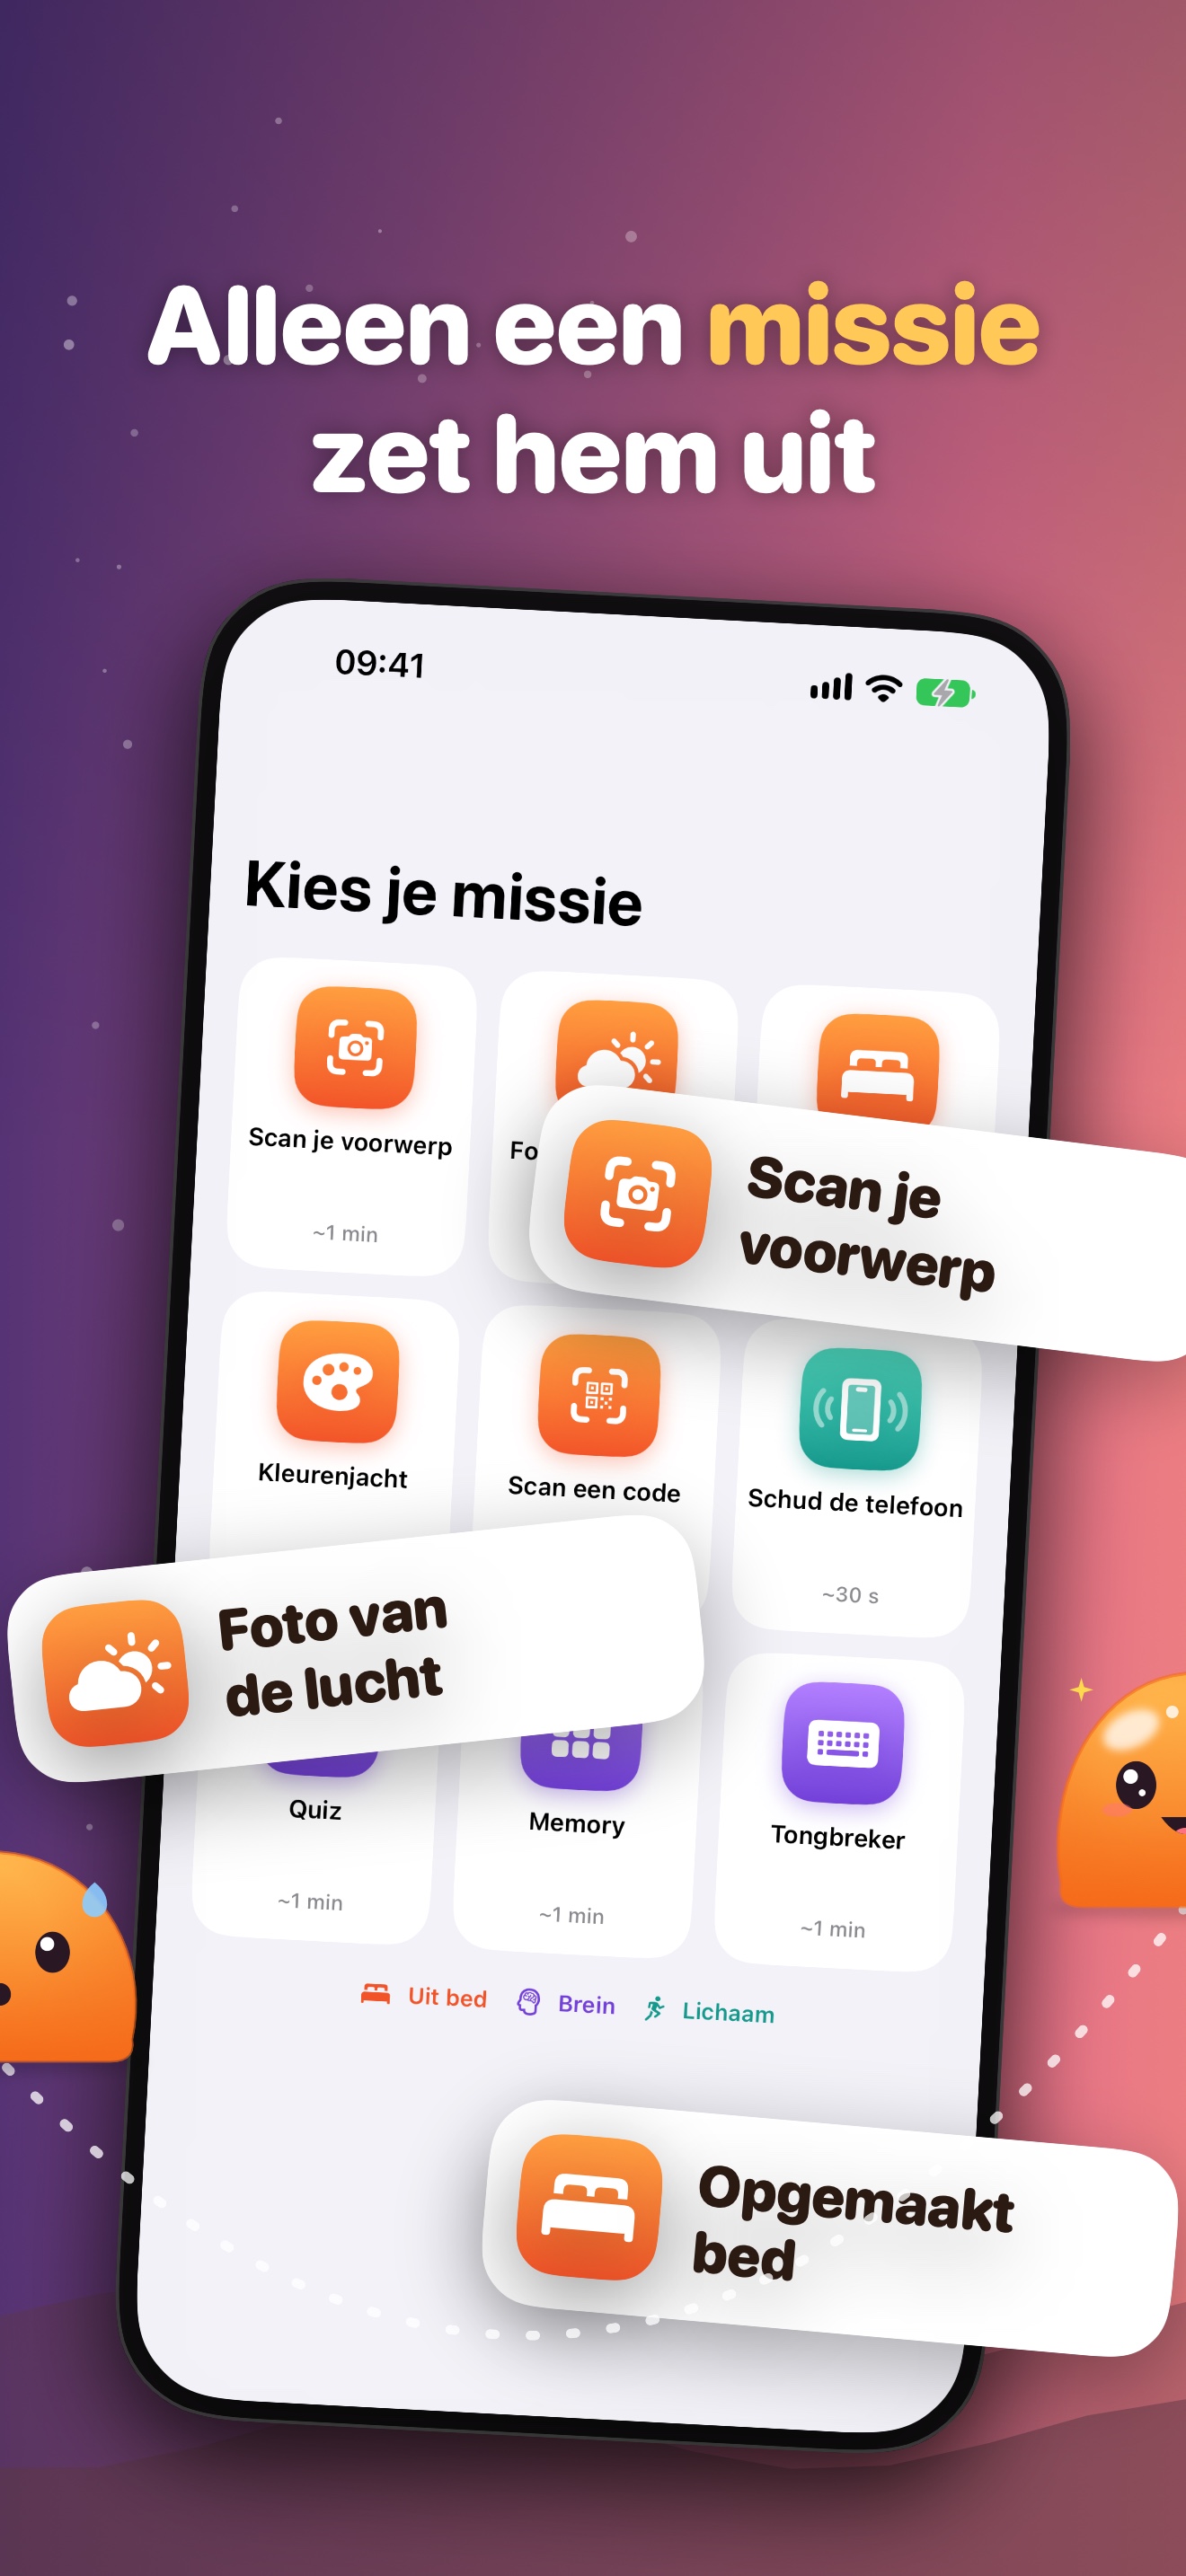 Alleen een missie
zet hem uit
09:41
Kies je missie
Scan je voorwerp
~1 min
Scan je
voorwerp
Kleurenjacht
Scan een code
Schud de telefoon
~30 s
Foto van
de lucht
Quiz
~1 min
Memory
~1 min
Tongbreker
~1 min
Uit bed
Brein
Lichaam
Opgemaakt
bed